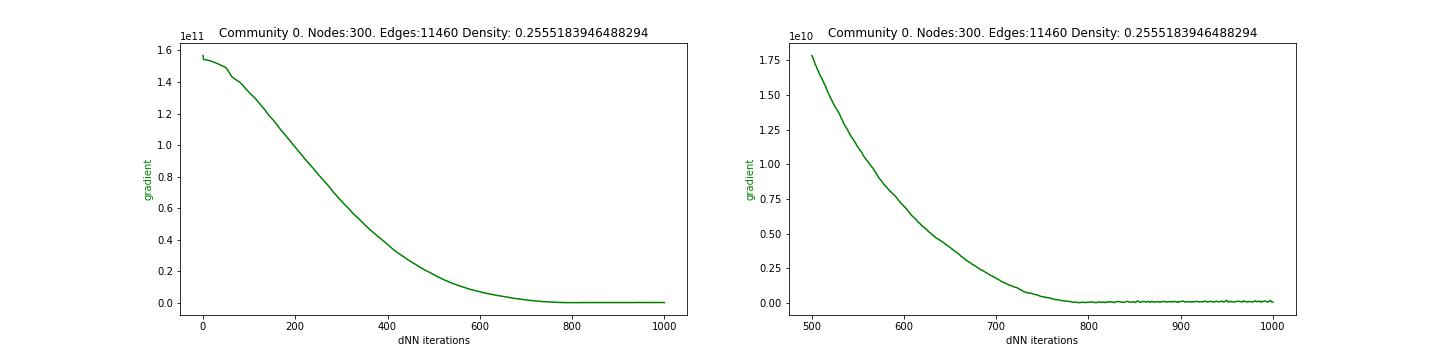 Community 0. Nodes:300. Edges:11460 Density: 0.2555183946488294
1e11
1.6
1.4
1.2
1.0
0.8
0.6
0.4
0.2
0.0
gradient
0 200 400 600 800 1000
dNN iterations
Community 0. Nodes:300. Edges:11460 Density: 0.2555183946488294
1e10
1.75
1.50
1.25
1.00
0.75
0.50
0.25
0.00
gradient
500 600 700 800 900 1000
dNN iterations